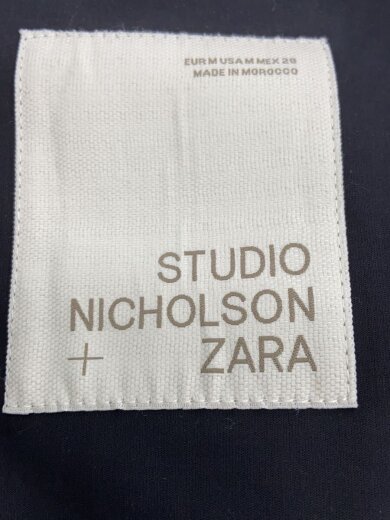 EUR M USA M MEX 28
MADE IN MOROCCO
STUDIO
NICHOLSON
+ ZARA